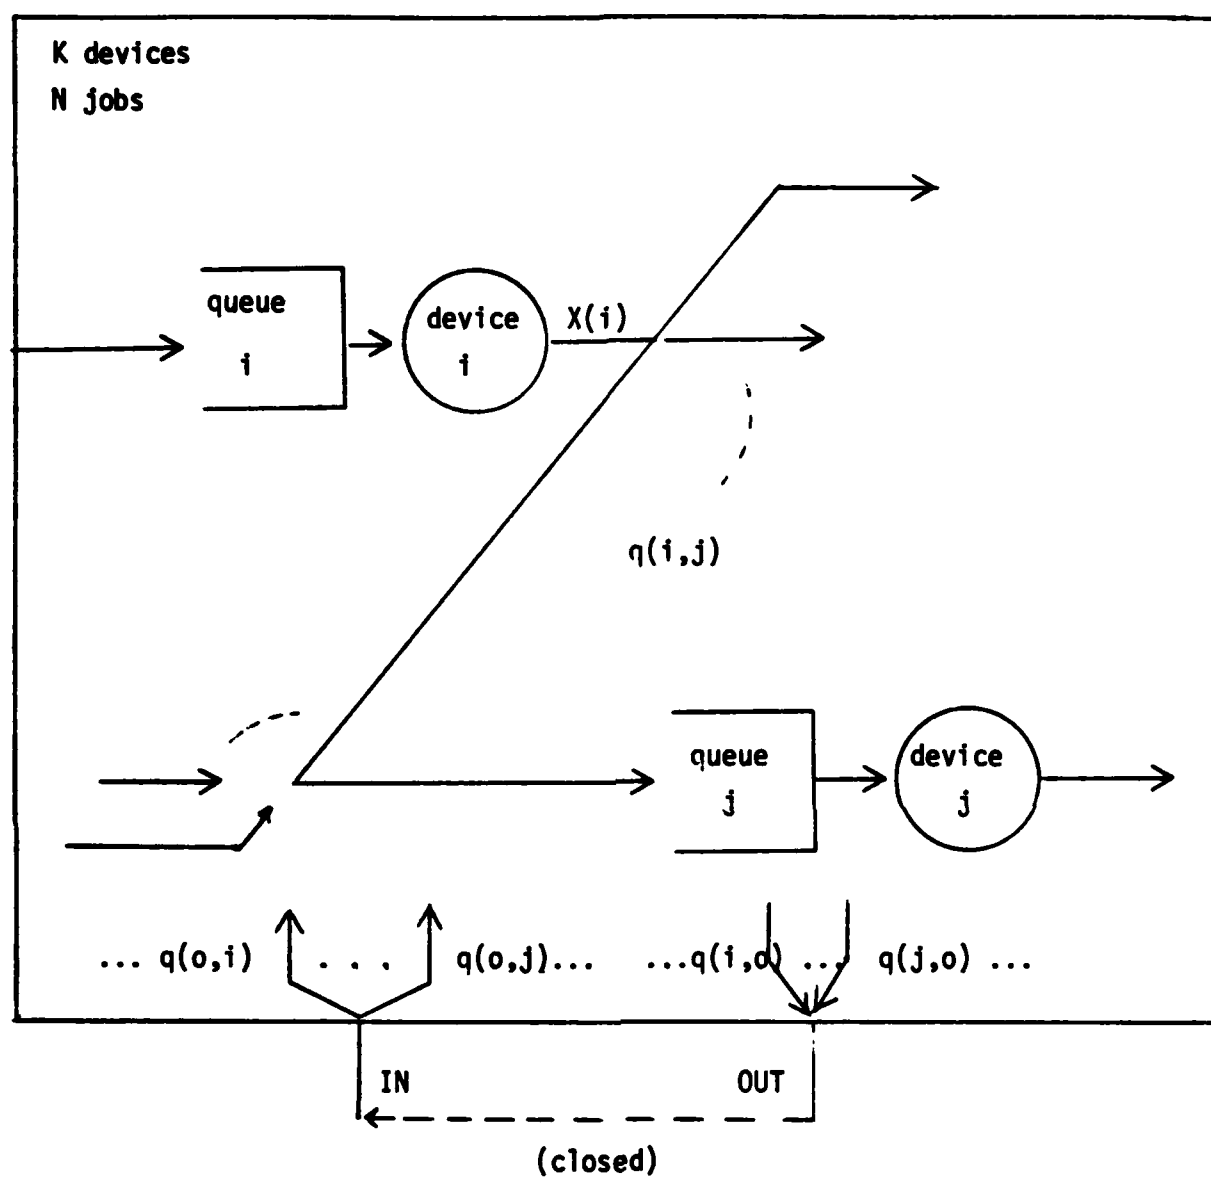 K devices
N jobs
queue
i
device
i
X(i)
q(i,j)
queue
j
device
j
... q(o,i) . . . q(o,j)... ...q(i,o) ... q(j,o) ...
IN
OUT
(closed)